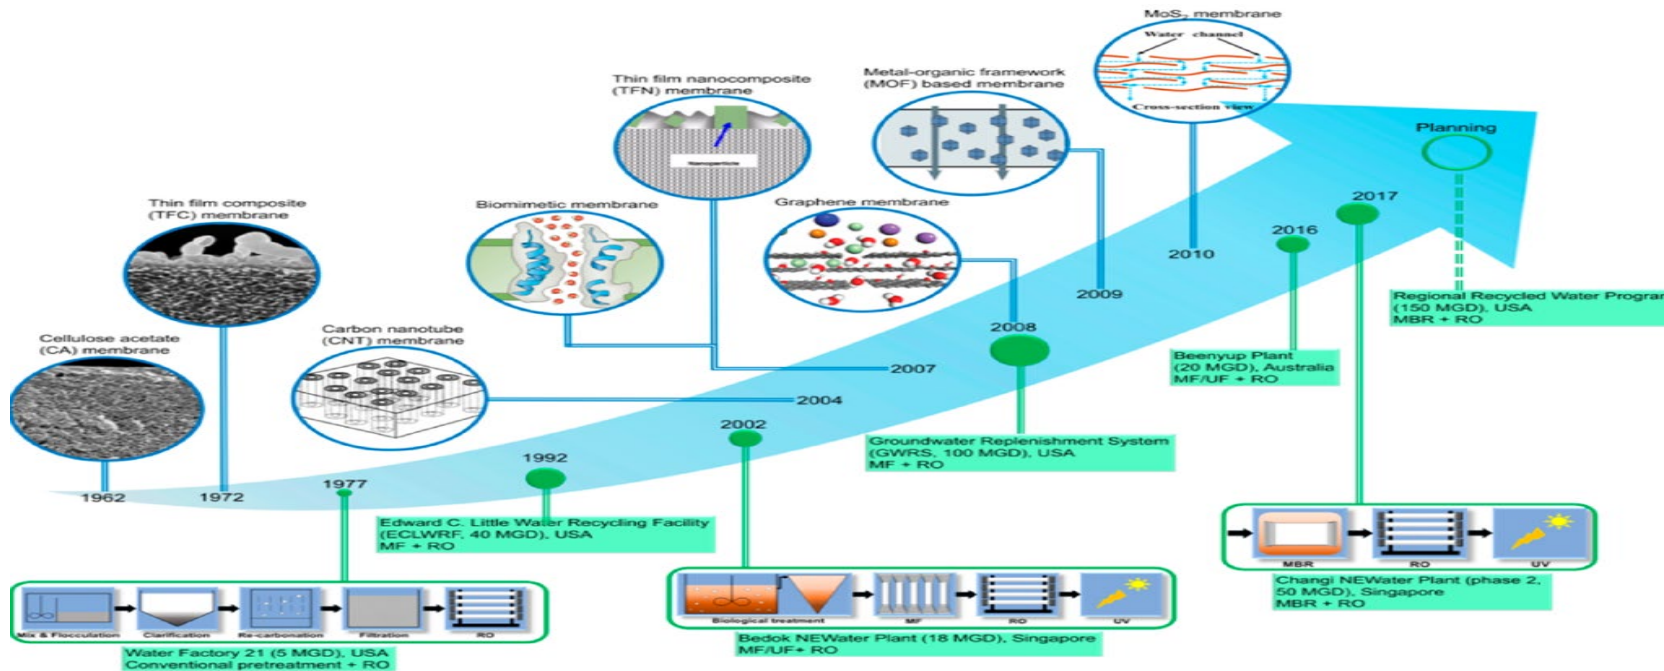 MoS₂ membrane
Water channel
Cross-section view
Thin film nanocomposite
(TFN) membrane
Nanoparticle
Metal-organic framework
(MOF) based membrane
Planning
Thin film composite
(TFC) membrane
Biomimetic membrane
Graphene membrane
2017
2016
2010
2009
2008
2007
2004
2002
1992
1977
1972
1962
Cellulose acetate
(CA) membrane
Carbon nanotube
(CNT) membrane
Regional Recycled Water Program
(150 MGD), USA
MBR + RO
Beenyup Plant
(20 MGD), Australia
MF/UF + RO
Groundwater Replenishment System
(GWRS, 100 MGD), USA
MF + RO
Edward C. Little Water Recycling Facility
(ECLWRF, 40 MGD), USA
MF + RO
MBR
RO
UV
Changi NEWater Plant (phase 2,
50 MGD), Singapore
MBR + RO
Biological treatment
MF
RO
UV
Bedok NEWater Plant (18 MGD), Singapore
MF/UF+ RO
Mix & Flocculation
Clarification
Re-carbonation
Filtration
RO
Water Factory 21 (5 MGD), USA
Conventional pretreatment + RO